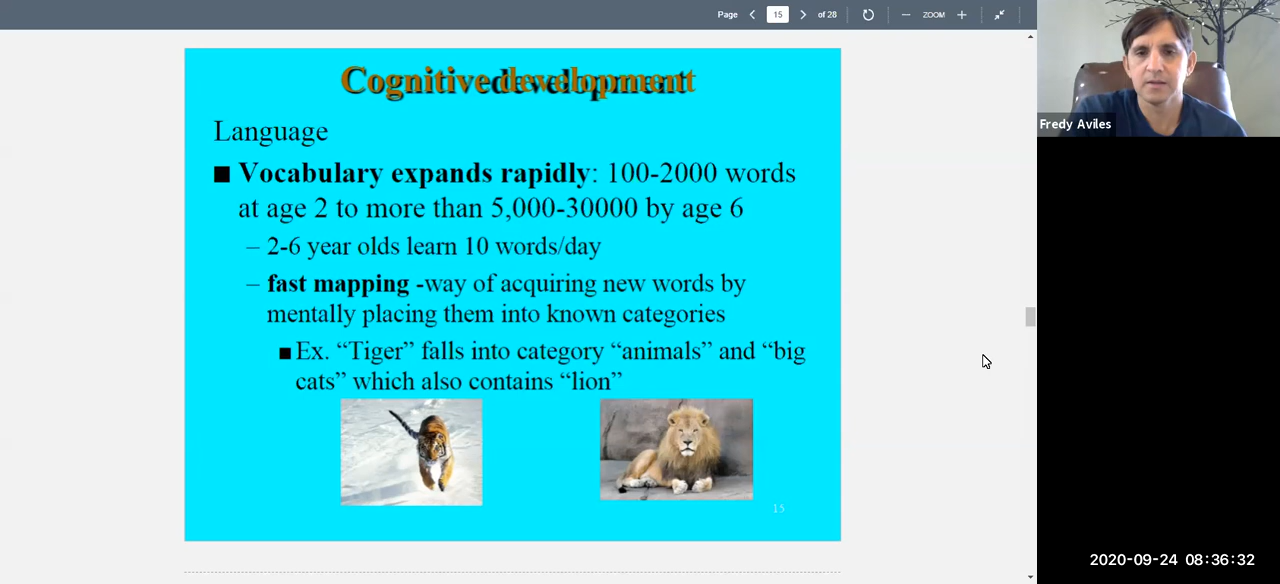 Page 15 of 28 ZOOM
Cognitive development
Language
■ Vocabulary expands rapidly: 100-2000 words
at age 2 to more than 5,000-30000 by age 6
– 2-6 year olds learn 10 words/day
– fast mapping -way of acquiring new words by
mentally placing them into known categories
■ Ex. “Tiger” falls into category “animals” and “big
cats” which also contains “lion”
15
Fredy Aviles
2020-09-24 08:36:32